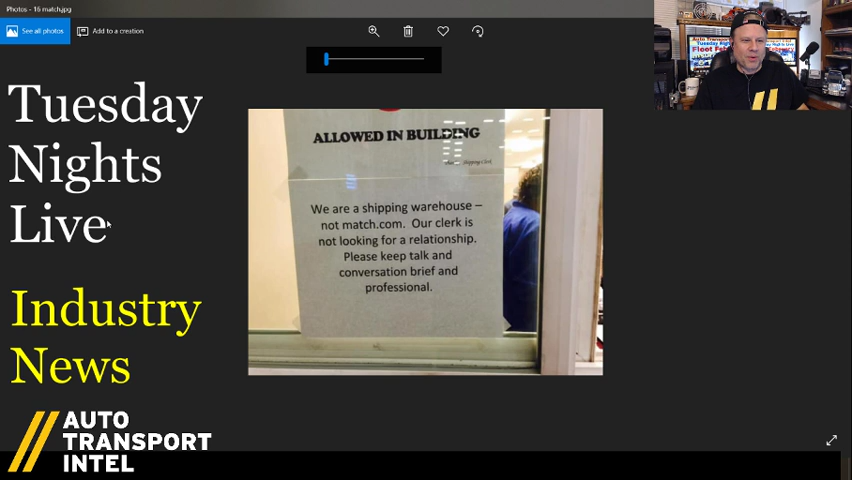 Photos - 16 match.jpg
See all photos
Add to a creation
Tuesday
Nights
Live
Industry
News
AUTO
TRANSPORT
INTEL
ALLOWED IN BUILDING
Shipping Clerk
We are a shipping warehouse –
not match.com. Our clerk is
not looking for a relationship.
Please keep talk and
conversation brief and
professional.